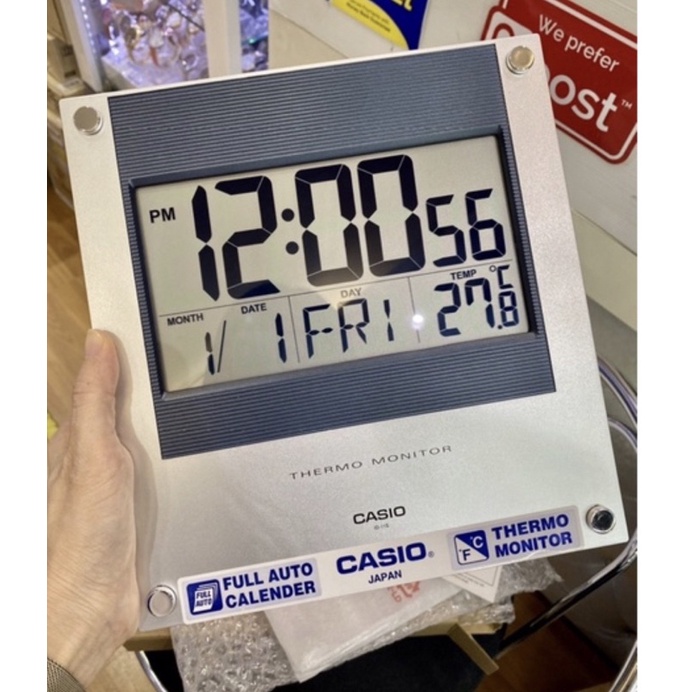 We prefer
post™
PM 12:00 56
MONTH DATE DAY TEMP
1/ 1 FRI 27.8 °C
THERMO MONITOR
CASIO
FULL AUTO
FULL AUTO
CALENDER
CASIO®
JAPAN
°F °C
THERMO
MONITOR